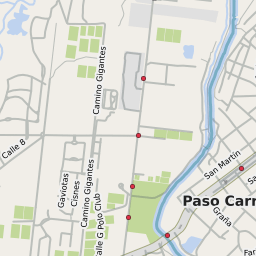 Camino Gigantes
Calle 8
San Martín
Gaviotas
Cisnes
Camino Gigantes
Calle G Polo Club
Paso Carr
Graña